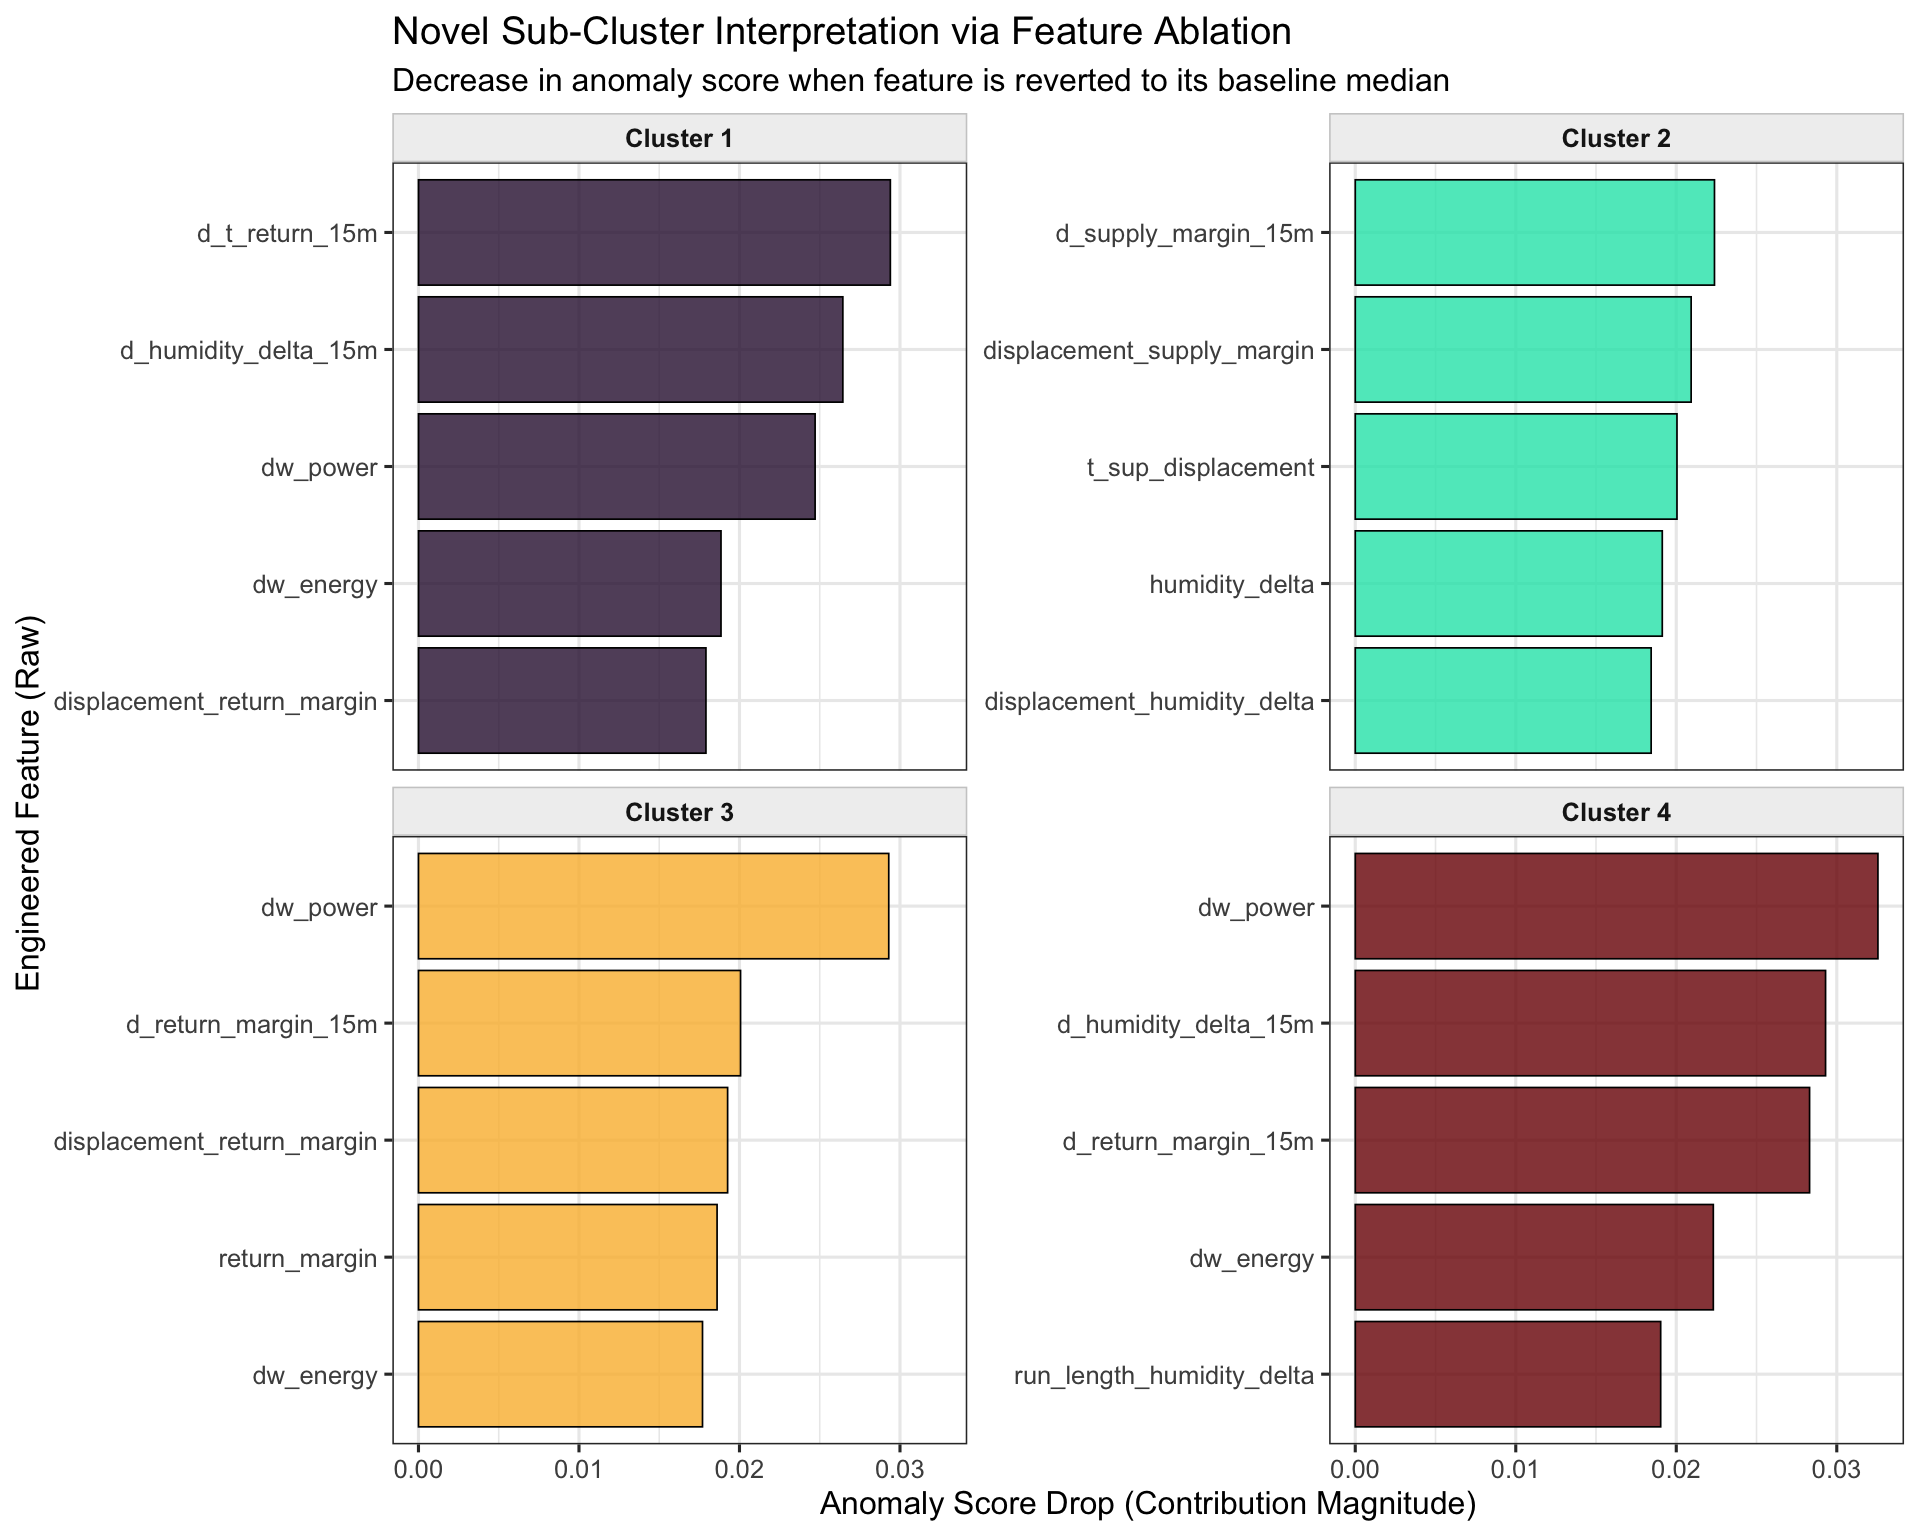 Novel Sub-Cluster Interpretation via Feature Ablation
Decrease in anomaly score when feature is reverted to its baseline median
Engineered Feature (Raw)
Cluster 1
d_t_return_15m
d_humidity_delta_15m
dw_power
dw_energy
displacement_return_margin
Cluster 2
d_supply_margin_15m
displacement_supply_margin
t_sup_displacement
humidity_delta
displacement_humidity_delta
Cluster 3
dw_power
d_return_margin_15m
displacement_return_margin
return_margin
dw_energy
0.00 0.01 0.02 0.03
Cluster 4
dw_power
d_humidity_delta_15m
d_return_margin_15m
dw_energy
run_length_humidity_delta
0.00 0.01 0.02 0.03
Anomaly Score Drop (Contribution Magnitude)